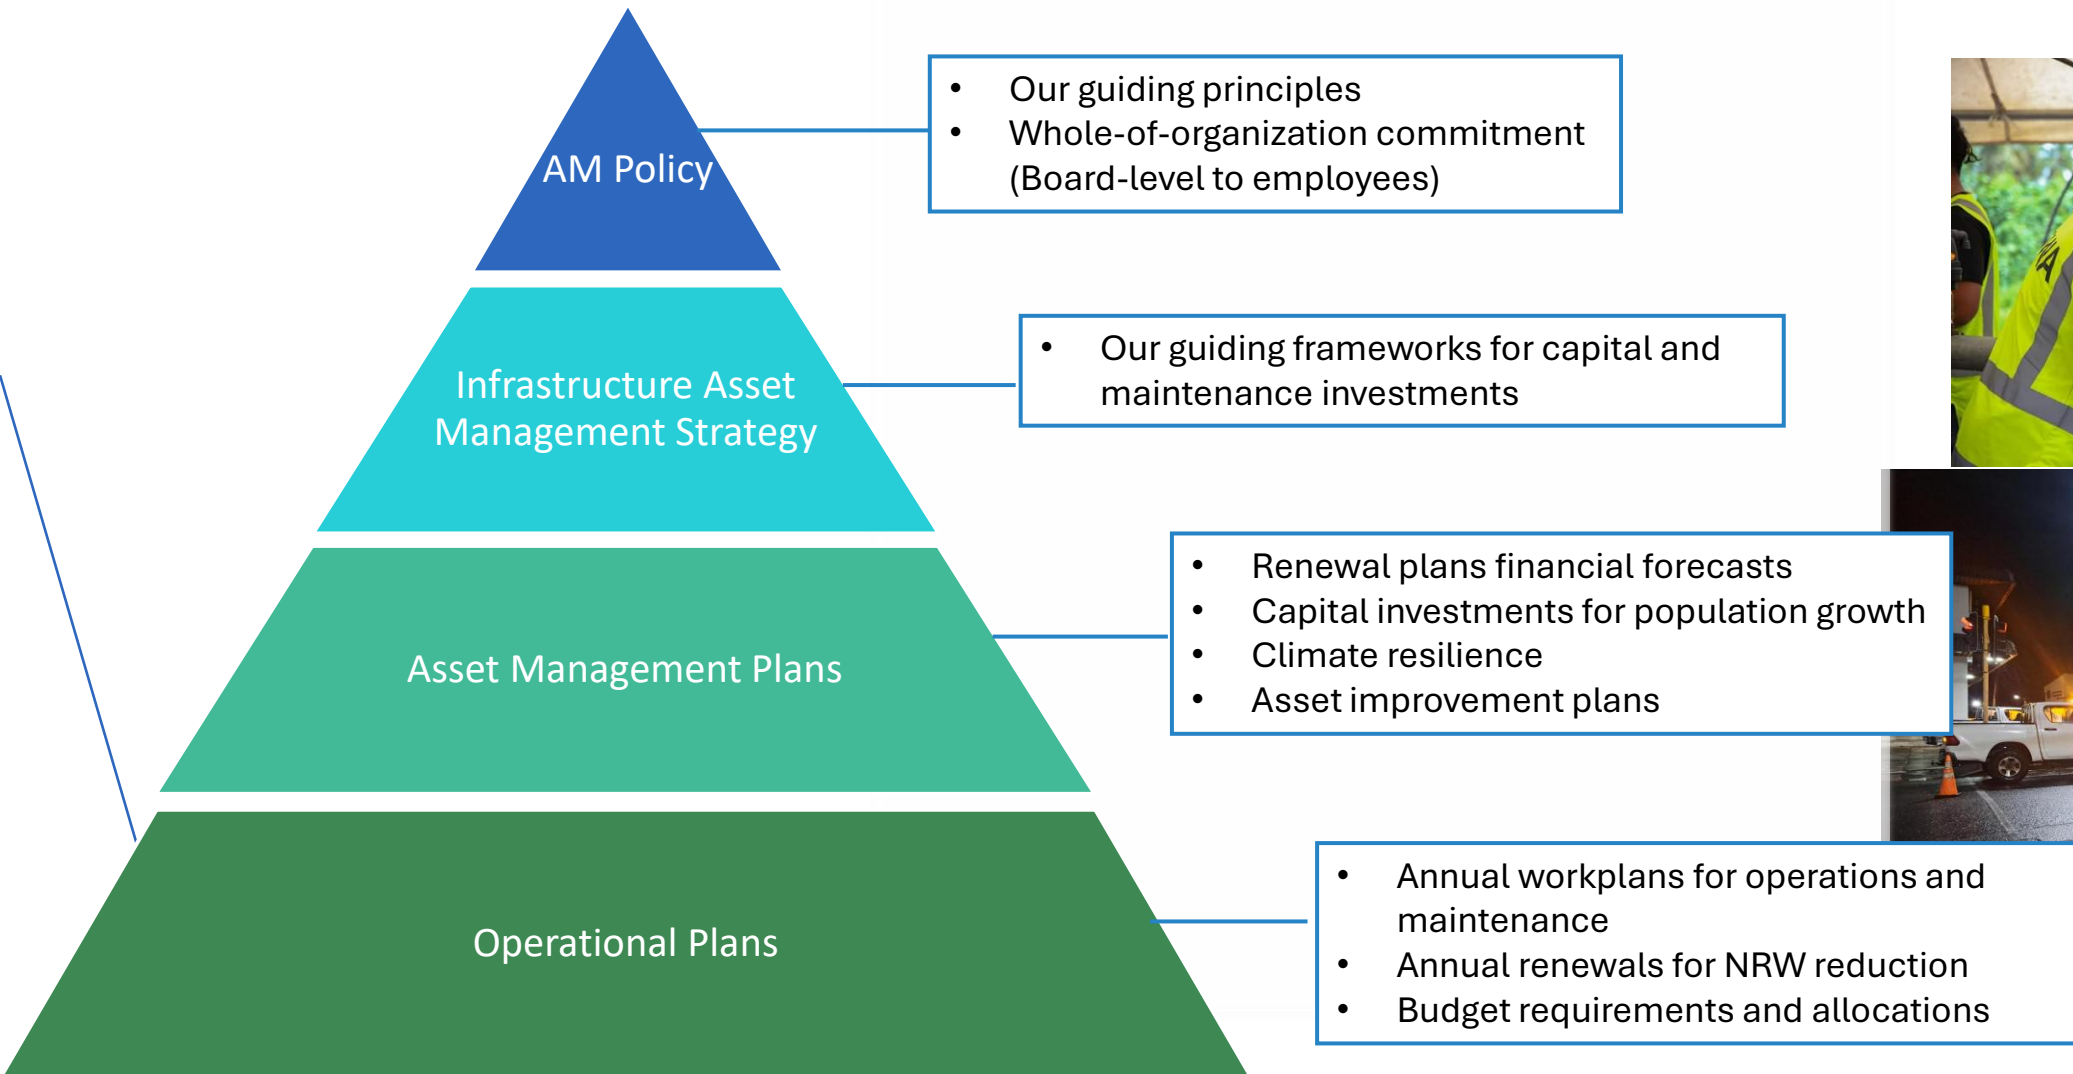 AM Policy
• Our guiding principles
• Whole-of-organization commitment
(Board-level to employees)
Infrastructure Asset
Management Strategy
• Our guiding frameworks for capital and
maintenance investments
Asset Management Plans
• Renewal plans financial forecasts
• Capital investments for population growth
• Climate resilience
• Asset improvement plans
Operational Plans
• Annual workplans for operations and
maintenance
• Annual renewals for NRW reduction
• Budget requirements and allocations